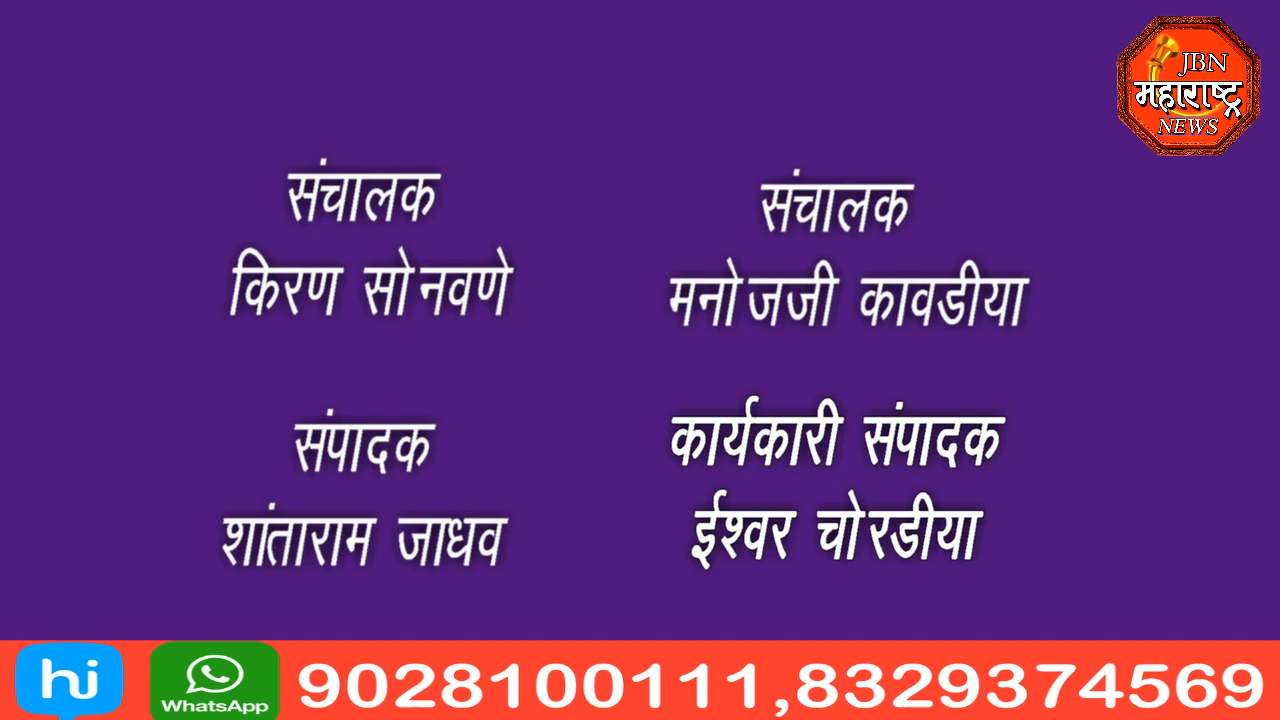 JBN
महाराष्ट्र
NEWS
संचालक
किरण सोनवणे
संचालक
मनोजजी कावडीया
संपादक
शांताराम जाधव
कार्यकारी संपादक
ईश्वर चोरडीया
hi
WhatsApp
9028100111,8329374569